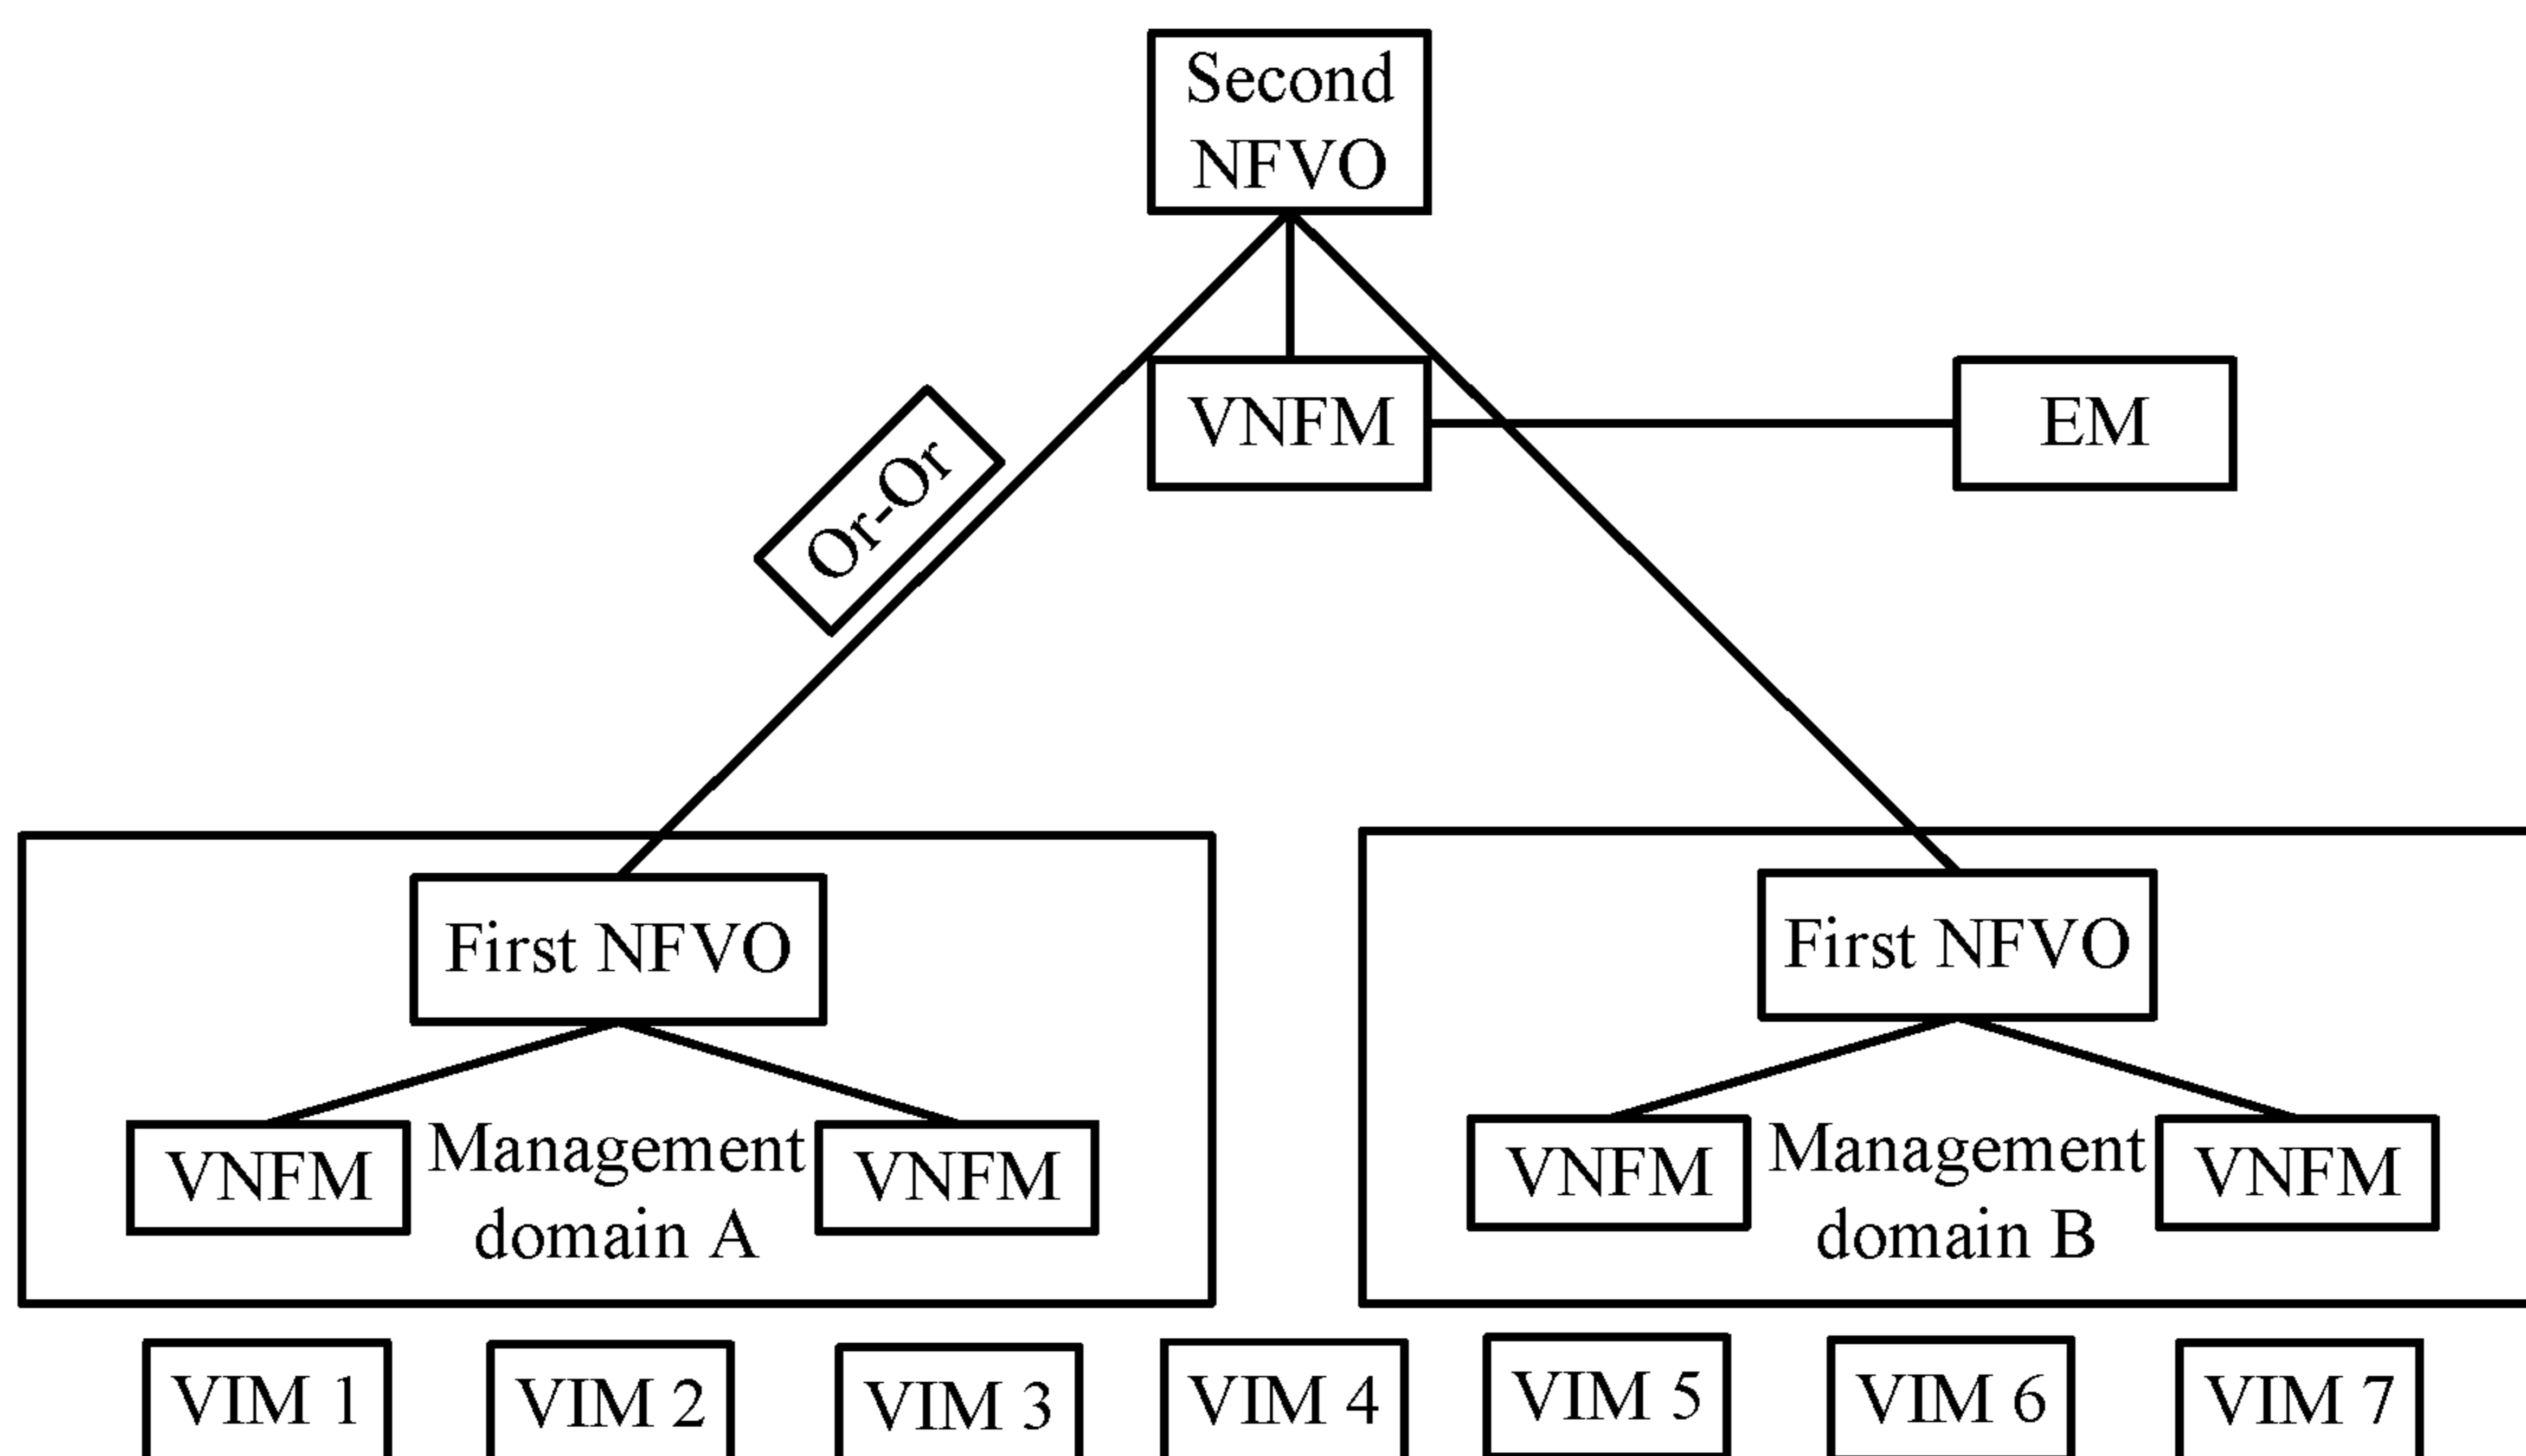 Second
NFVO
VNFM
EM
Or-Or
First NFVO
First NFVO
VNFM
Management
domain A
VNFM
VNFM
Management
domain B
VNFM
VIM 1
VIM 2
VIM 3
VIM 4
VIM 5
VIM 6
VIM 7